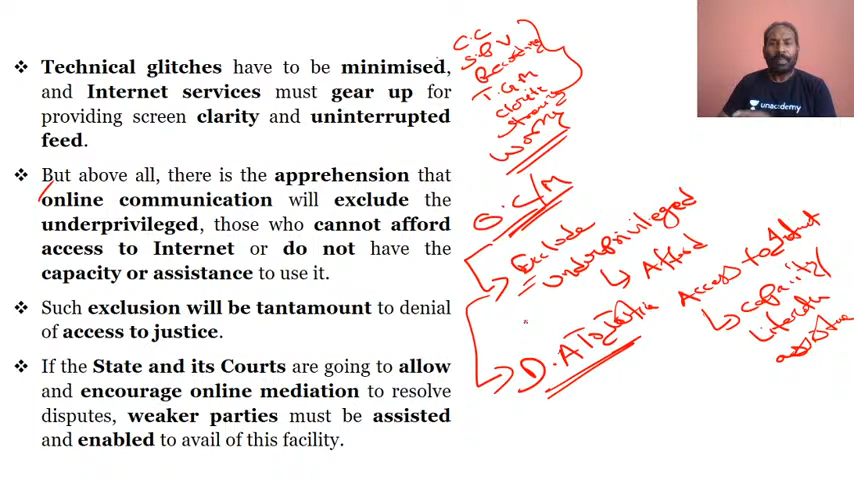 ❖ Technical glitches have to be minimised,
and Internet services must gear up for
providing screen clarity and uninterrupted
feed.
❖ But above all, there is the apprehension that
online communication will exclude the
underprivileged, those who cannot afford
access to Internet or do not have the
capacity or assistance to use it.
❖ Such exclusion will be tantamount to denial
of access to justice.
❖ If the State and its Courts are going to allow
and encourage online mediation to resolve
disputes, weaker parties must be assisted
and enabled to avail of this facility.
C.C
S.B V
Recording
T.G M
clarity
worry
O.C/M
Exclude
underprivileged
Afford
Access to
capacity/
D.A To
unacademy